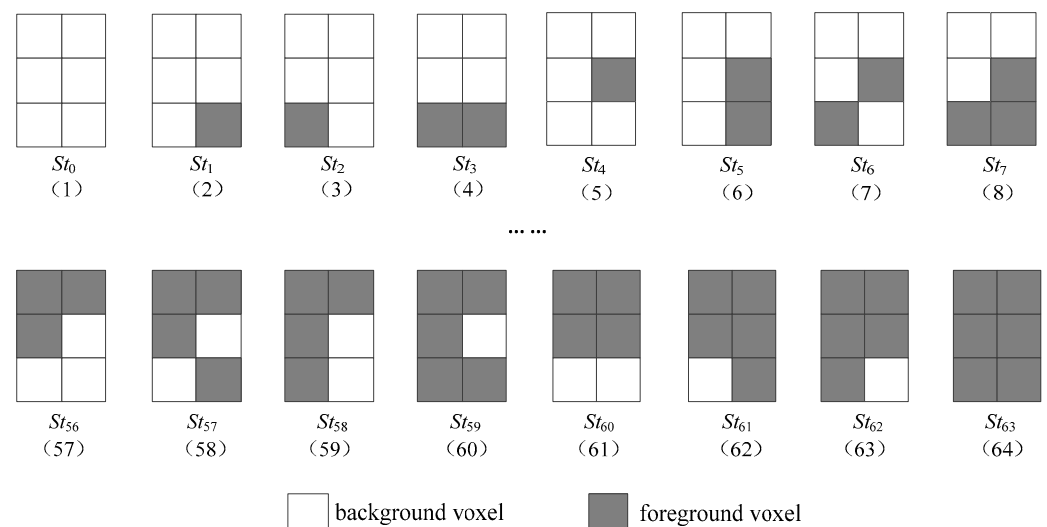 St0 St1 St2 St3 St4 St5 St6 St7
（1） （2） （3） （4） （5） （6） （7） （8）
... ...
St56 St57 St58 St59 St60 St61 St62 St63
（57） （58） （59） （60） （61） （62） （63） （64）
background voxel foreground voxel